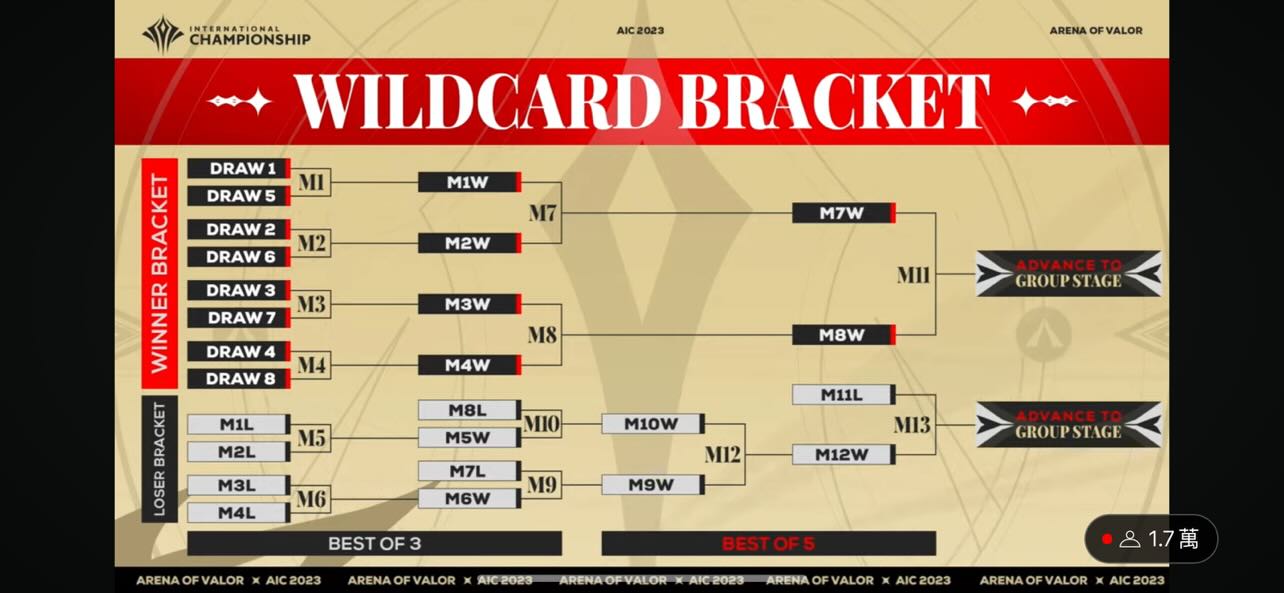 INTERNATIONAL
CHAMPIONSHIP
AIC 2023
ARENA OF VALOR
WILDCARD BRACKET
WINNER BRACKET
DRAW 1
DRAW 5
M1
DRAW 2
DRAW 6
M2
DRAW 3
DRAW 7
M3
DRAW 4
DRAW 8
M4
M1W
M2W
M7
M3W
M4W
M8
M7W
M8W
M11
ADVANCE TO
GROUP STAGE
LOSER BRACKET
M1L
M2L
M5
M3L
M4L
M6
M8L
M5W
M10
M7L
M6W
M9
M10W
M9W
M12
M11L
M12W
M13
ADVANCE TO
GROUP STAGE
BEST OF 3
BEST OF 5
1.7 萬
ARENA OF VALOR × AIC 2023 ARENA OF VALOR × AIC 2023 ARENA OF VALOR × AIC 2023 ARENA OF VALOR × AIC 2023 ARENA OF VALOR × AIC 2023